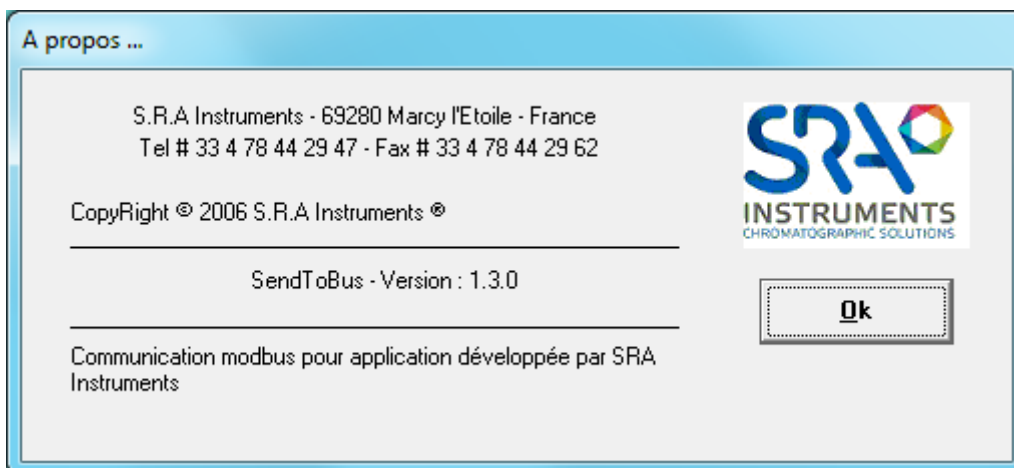 A propos ...
S.R.A Instruments - 69280 Marcy l'Etoile - France
Tel # 33 4 78 44 29 47 - Fax # 33 4 78 44 29 62
CopyRight © 2006 S.R.A Instruments ®
SendToBus - Version : 1.3.0
Communication modbus pour application développée par SRA
Instruments
SRA
INSTRUMENTS
CHROMATOGRAPHIC SOLUTIONS
Ok